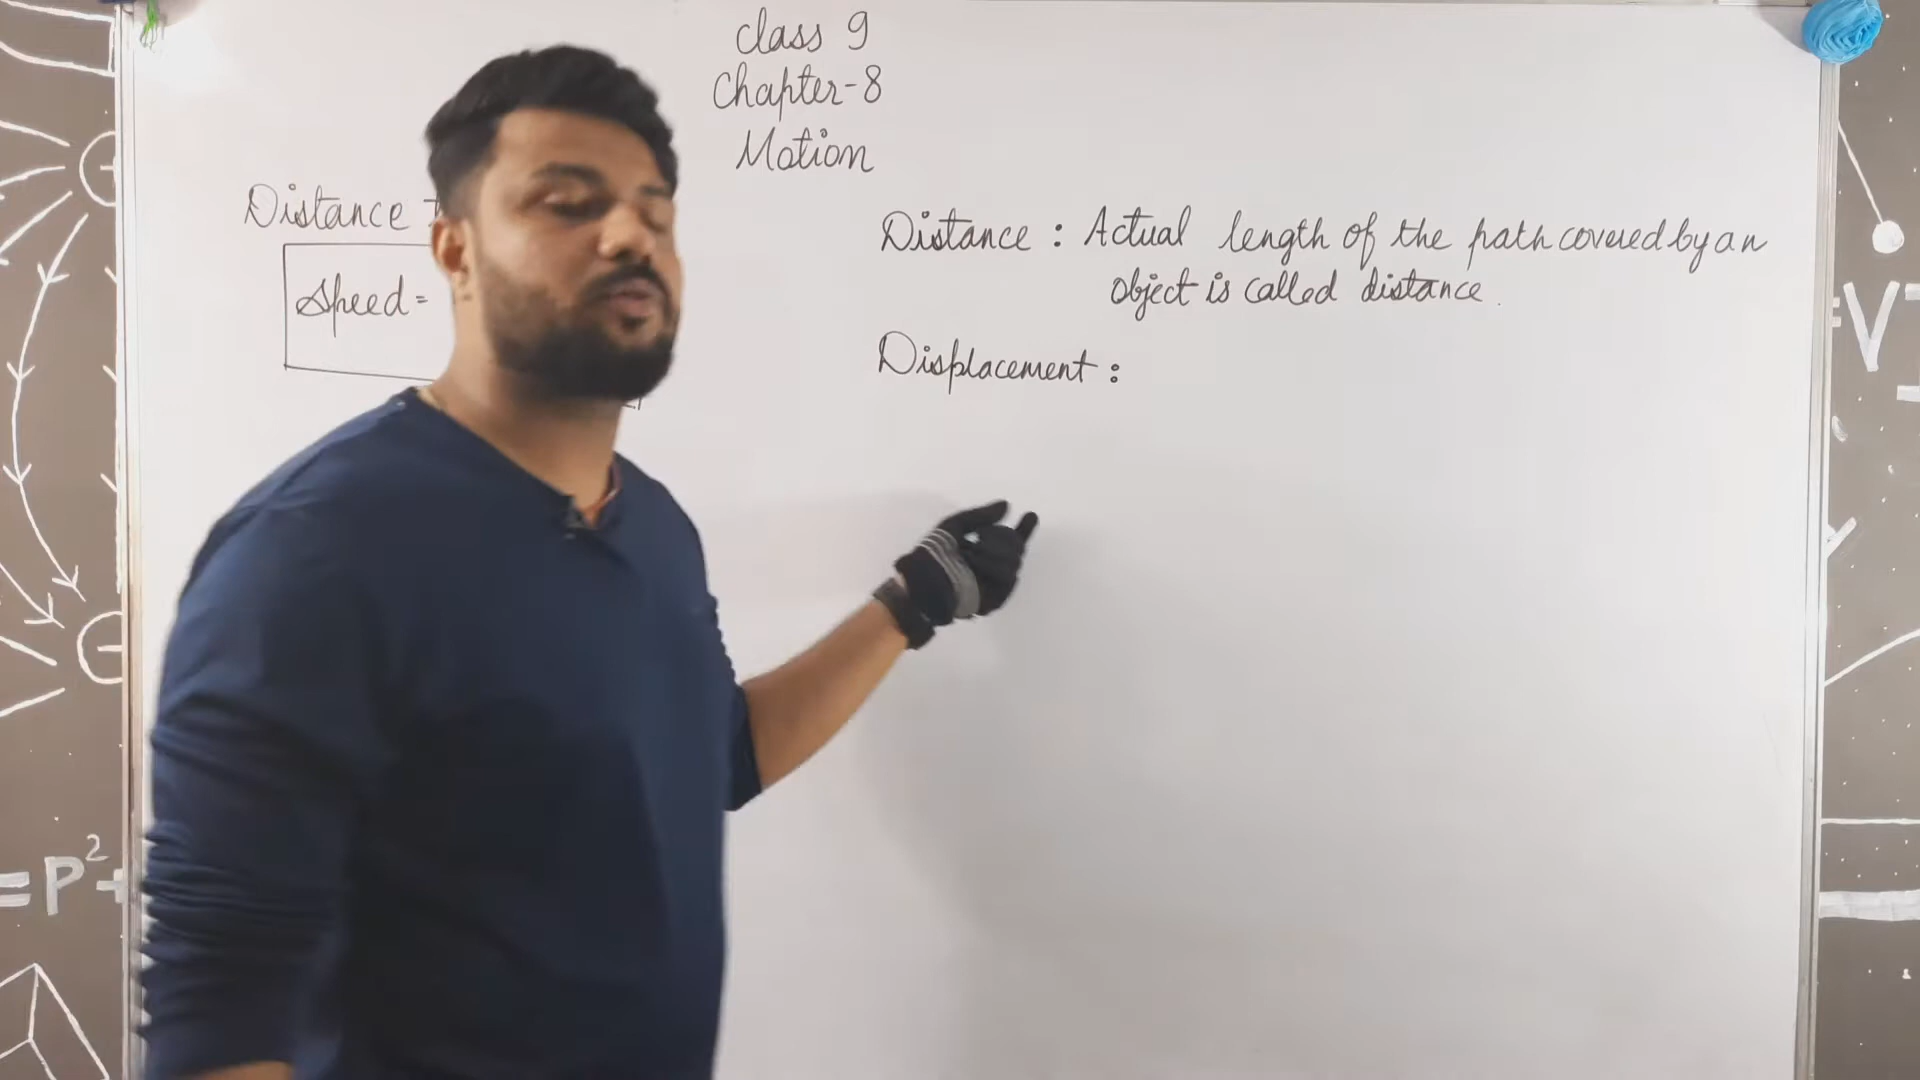 class 9
Chapter-8
Motion
Distance
Speed =
Distance : Actual length of the path covered by an
object is called distance.
Displacement :
=V
=P²+